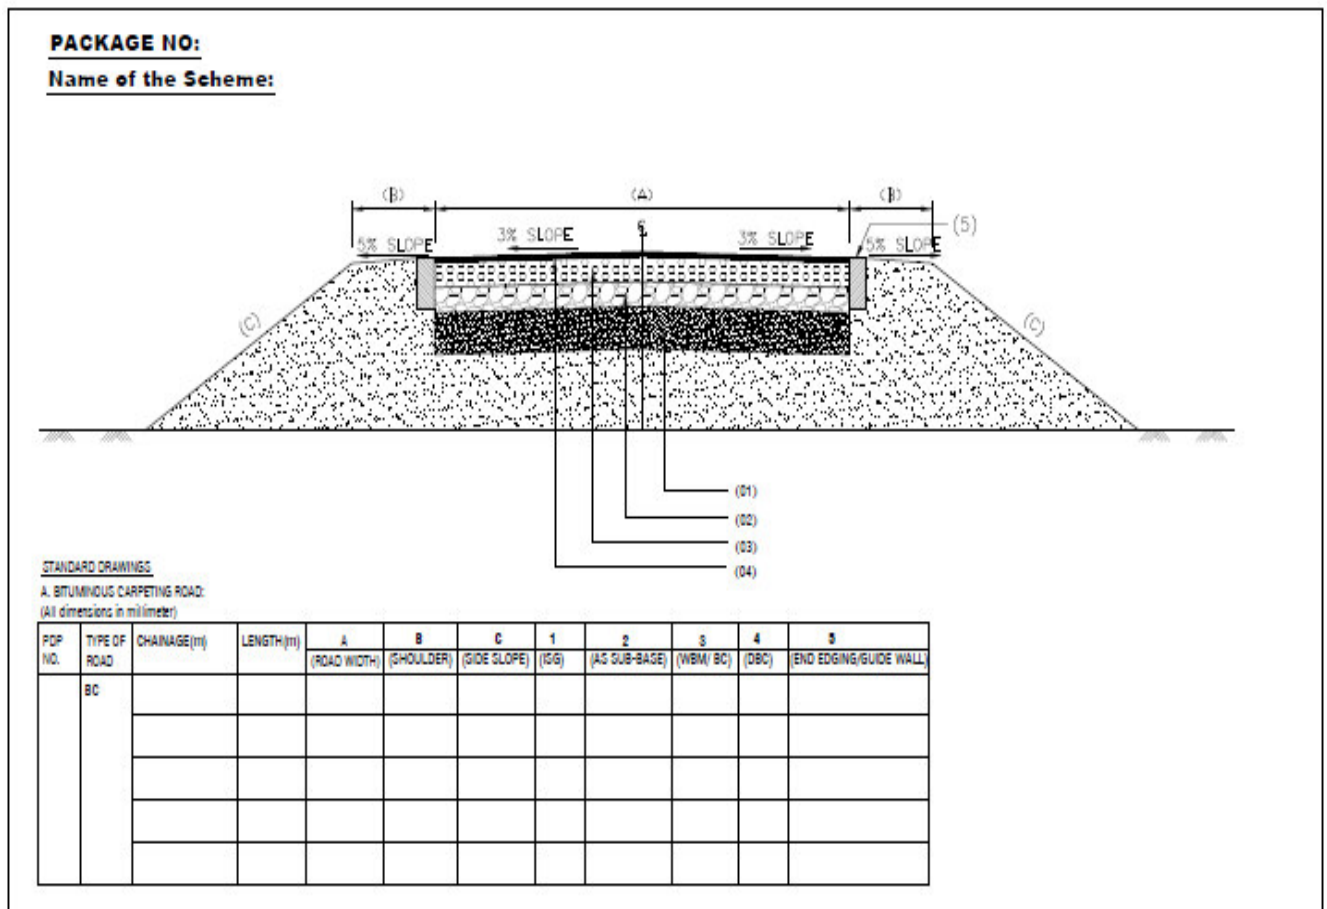 PACKAGE NO:
Name of the Scheme:
(B) (A) (B)
5% SLOPE 3% SLOPE ℄ 3% SLOPE 5% SLOPE (5)
(C) (C)
(01)
(02)
(03)
(04)
STANDARD DRAWINGS
A. BITUMINOUS CARPETING ROAD:
(All dimensions in millimeter)
PDP NO. TYPE OF ROAD CHAINAGE(m) LENGTH(m) A (ROAD WIDTH) B (SHOULDER) C (SIDE SLOPE) 1 (ISG) 2 (AS SUB-BASE) 3 (WBM/ BC) 4 (DBC) 5 (END EDGING/GUIDE WALL)
BC